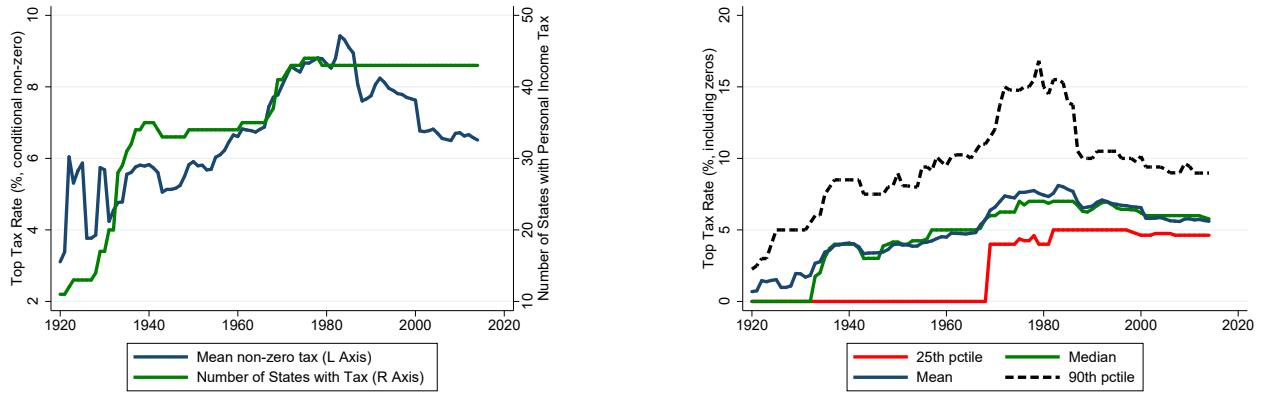 Top Tax Rate (%, conditional non-zero)
10
8
6
4
2
50
40
30
20
10
Number of States with Personal Income Tax
1920 1940 1960 1980 2000 2020
Mean non-zero tax (L Axis)
Number of States with Tax (R Axis)
Top Tax Rate (%, including zeros)
20
15
10
5
0
1920 1940 1960 1980 2000 2020
25th pctile Median
Mean 90th pctile